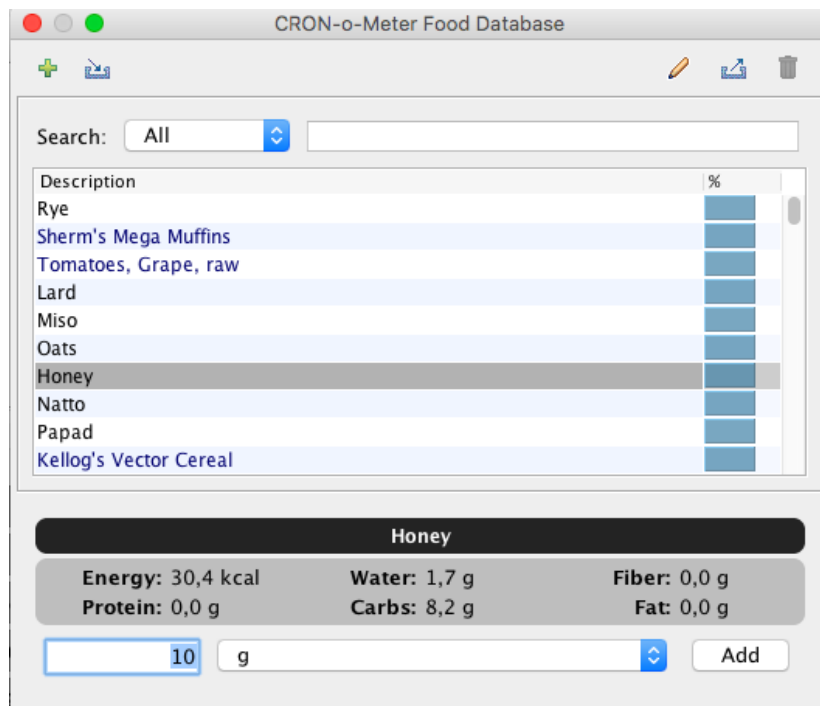 CRON-o-Meter Food Database
Search: All
Description %
Rye
Sherm's Mega Muffins
Tomatoes, Grape, raw
Lard
Miso
Oats
Honey
Natto
Papad
Kellog's Vector Cereal
Honey
Energy: 30,4 kcal Water: 1,7 g Fiber: 0,0 g
Protein: 0,0 g Carbs: 8,2 g Fat: 0,0 g
10 g Add